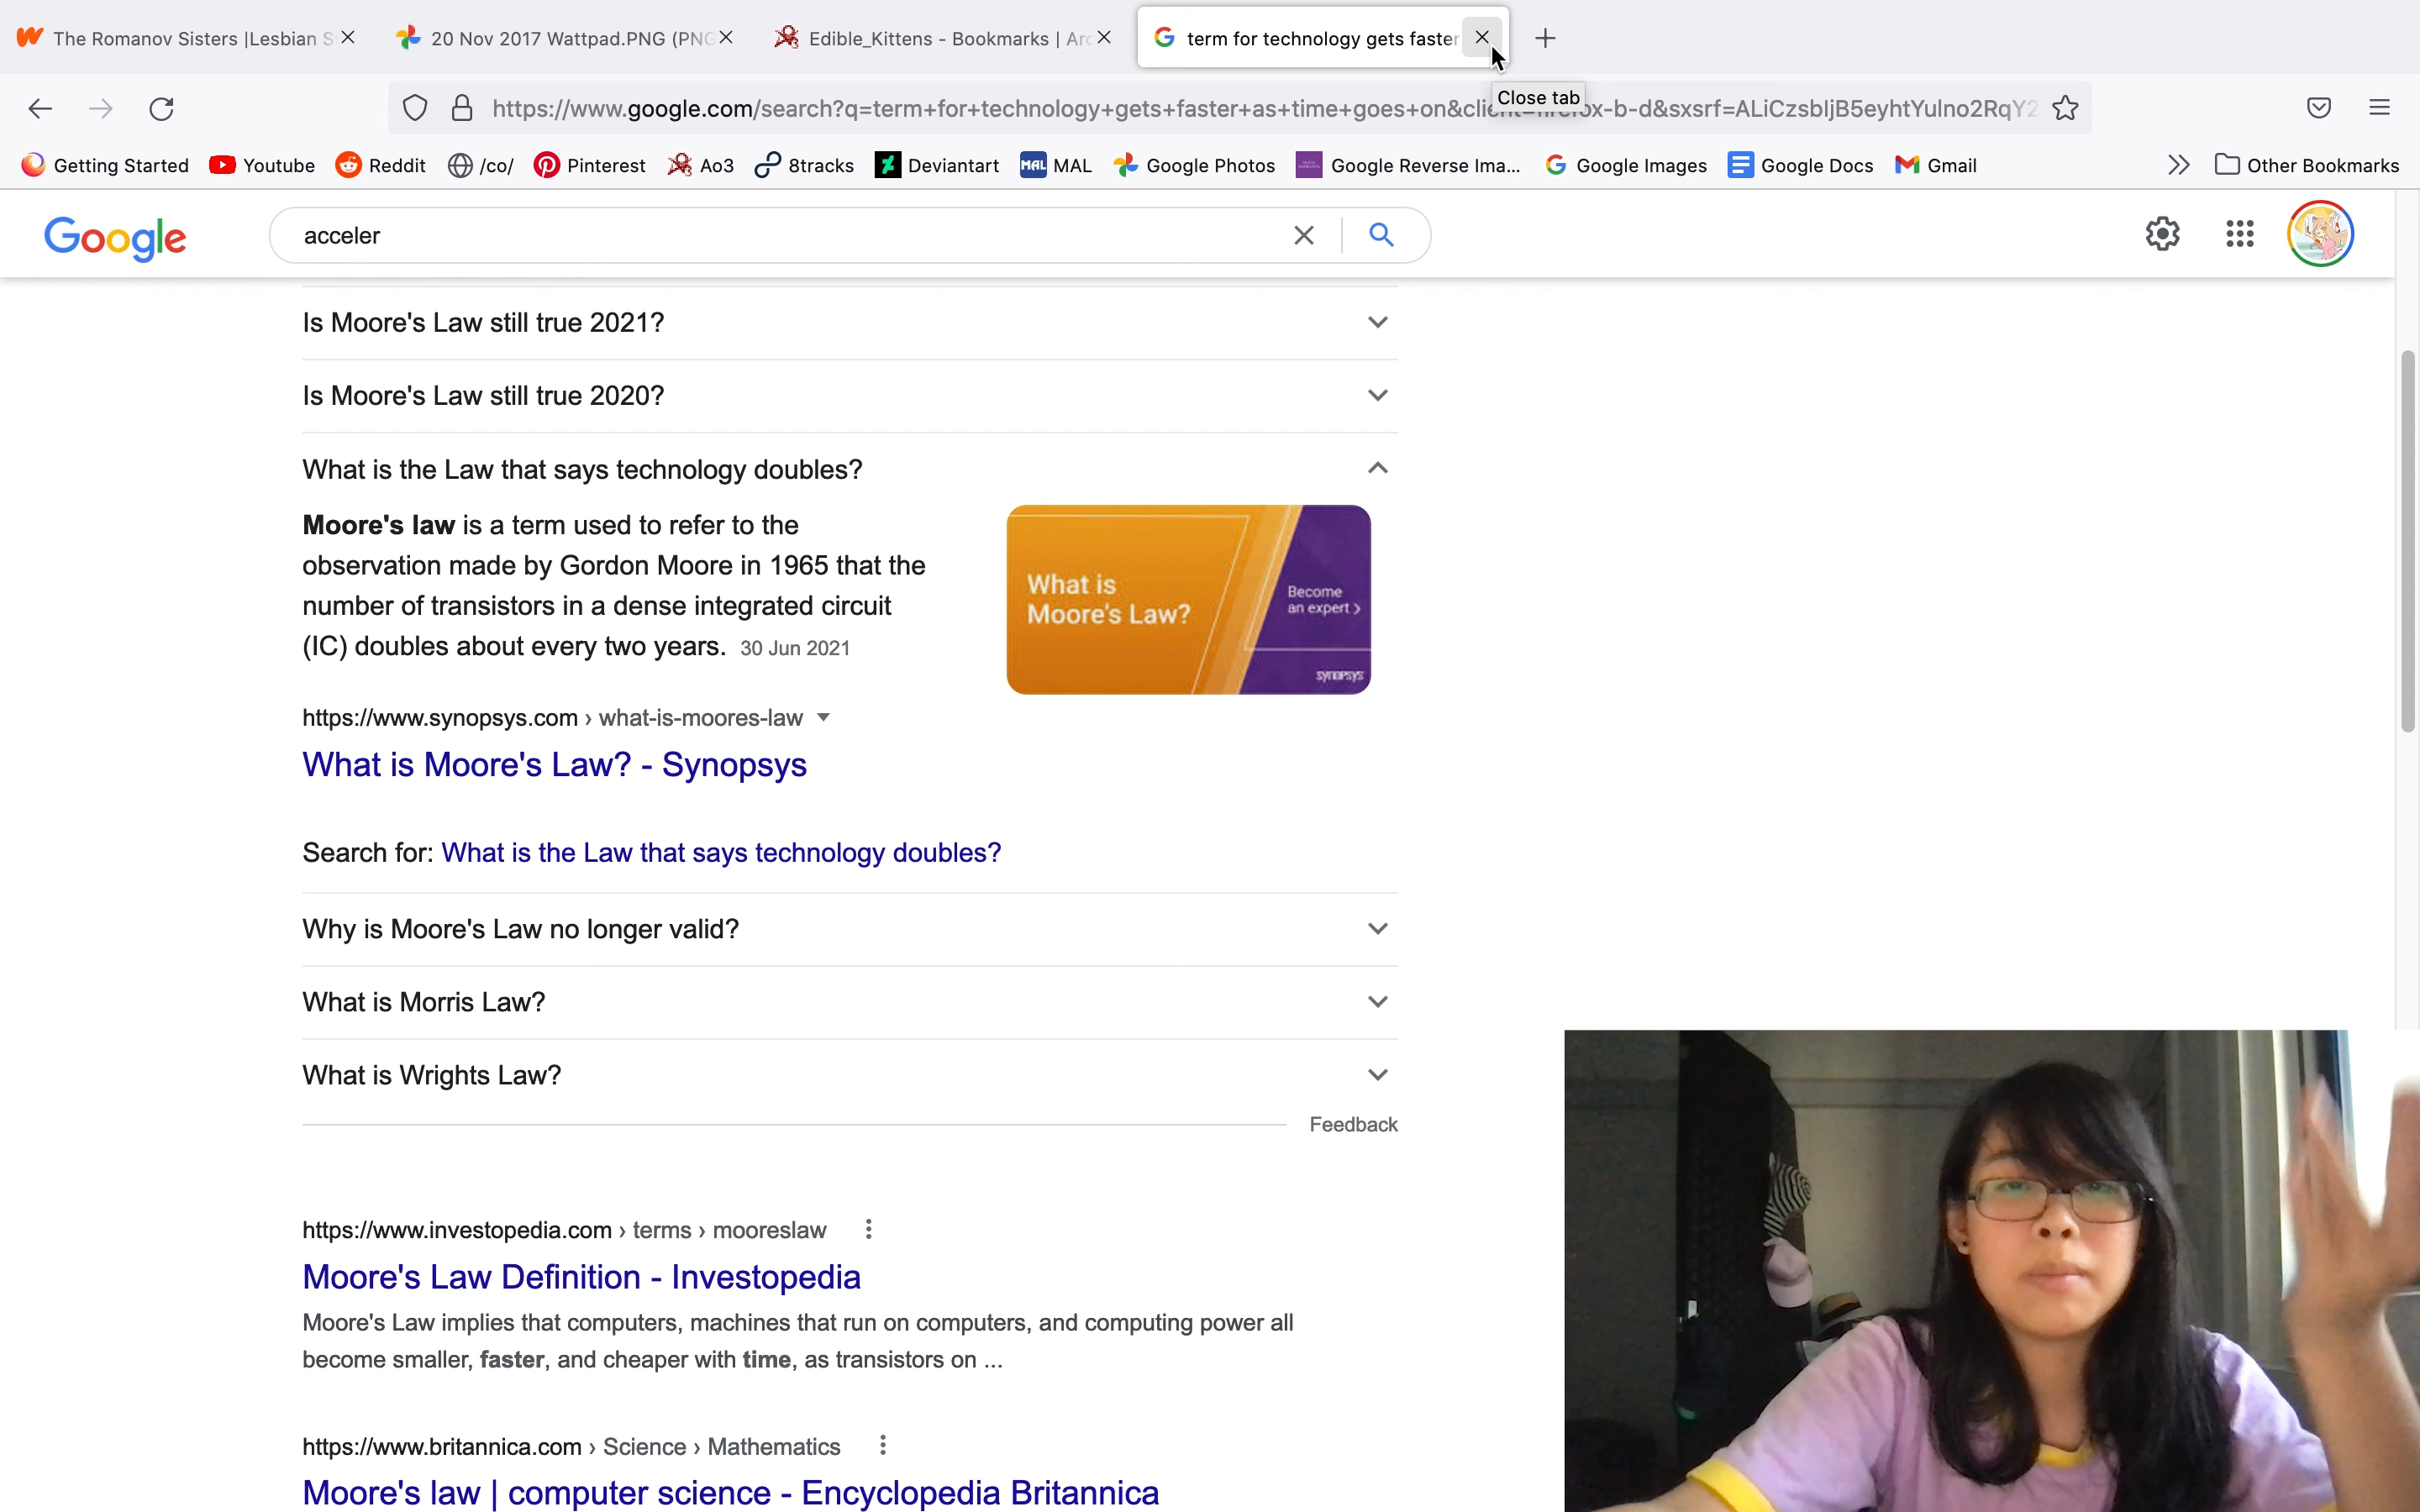 The Romanov Sisters |Lesbian S
20 Nov 2017 Wattpad.PNG (PNG
Edible_Kittens - Bookmarks | Arc
term for technology gets faster
https://www.google.com/search?q=term+for+technology+gets+faster+as+time+goes+on&clie
ox-b-d&sxsrf=
Close tab
Getting Started
Youtube
Reddit
/co/
Pinterest
Ao3
8tracks
Deviantart
MAL MAL
Google Photos
Google Reverse Ima...
Google Images
Google Docs
Gmail
Other Bookmarks
Google
acceler
Is Moore's Law still true 2021?
Is Moore's Law still true 2020?
What is the Law that says technology doubles?
Moore's law is a term used to refer to the
observation made by Gordon Moore in 1965 that the
number of transistors in a dense integrated circuit
(IC) doubles about every two years. 30 Jun 2021
What is
Moore's Law?
Become
an expert >
synopsys
https://www.synopsys.com › what-is-moores-law
What is Moore's Law? - Synopsys
Search for: What is the Law that says technology doubles?
Why is Moore's Law no longer valid?
What is Morris Law?
What is Wrights Law?
Feedback
https://www.investopedia.com › terms › mooreslaw
Moore's Law Definition - Investopedia
Moore's Law implies that computers, machines that run on computers, and computing power all
become smaller, faster, and cheaper with time, as transistors on ...
https://www.britannica.com › Science › Mathematics
Moore's law | computer science - Encyclopedia Britannica